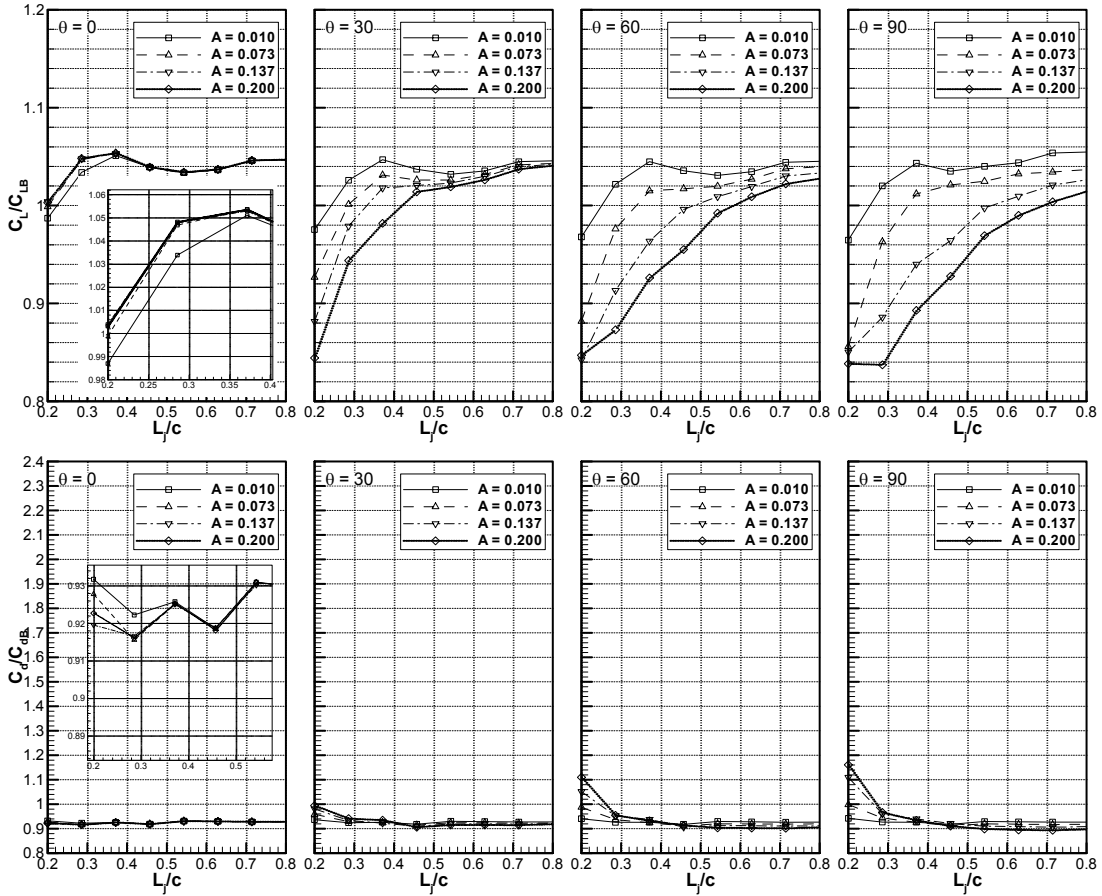 C_L/C_LB
1.2
1.1
1.0
0.9
0.8
θ = 0
A = 0.010
A = 0.073
A = 0.137
A = 0.200
1.06
1.05
1.04
1.03
1.02
1.01
1
0.99
0.98
0.2 0.25 0.3 0.35 0.4
0.2 0.3 0.4 0.5 0.6 0.7 0.8
L_j/c
θ = 30
A = 0.010
A = 0.073
A = 0.137
A = 0.200
0.2 0.3 0.4 0.5 0.6 0.7 0.8
L_j/c
θ = 60
A = 0.010
A = 0.073
A = 0.137
A = 0.200
0.2 0.3 0.4 0.5 0.6 0.7 0.8
L_j/c
θ = 90
A = 0.010
A = 0.073
A = 0.137
A = 0.200
0.2 0.3 0.4 0.5 0.6 0.7 0.8
L_j/c
C_d/C_dB
2.4
2.3
2.2
2.1
2
1.9
1.8
1.7
1.6
1.5
1.4
1.3
1.2
1.1
1
0.9
0.8
θ = 0
A = 0.010
A = 0.073
A = 0.137
A = 0.200
0.93
0.92
0.91
0.9
0.89
0.2 0.3 0.4 0.5
0.2 0.3 0.4 0.5 0.6 0.7 0.8
L_j/c
θ = 30
A = 0.010
A = 0.073
A = 0.137
A = 0.200
0.2 0.3 0.4 0.5 0.6 0.7 0.8
L_j/c
θ = 60
A = 0.010
A = 0.073
A = 0.137
A = 0.200
0.2 0.3 0.4 0.5 0.6 0.7 0.8
L_j/c
θ = 90
A = 0.010
A = 0.073
A = 0.137
A = 0.200
0.2 0.3 0.4 0.5 0.6 0.7 0.8
L_j/c